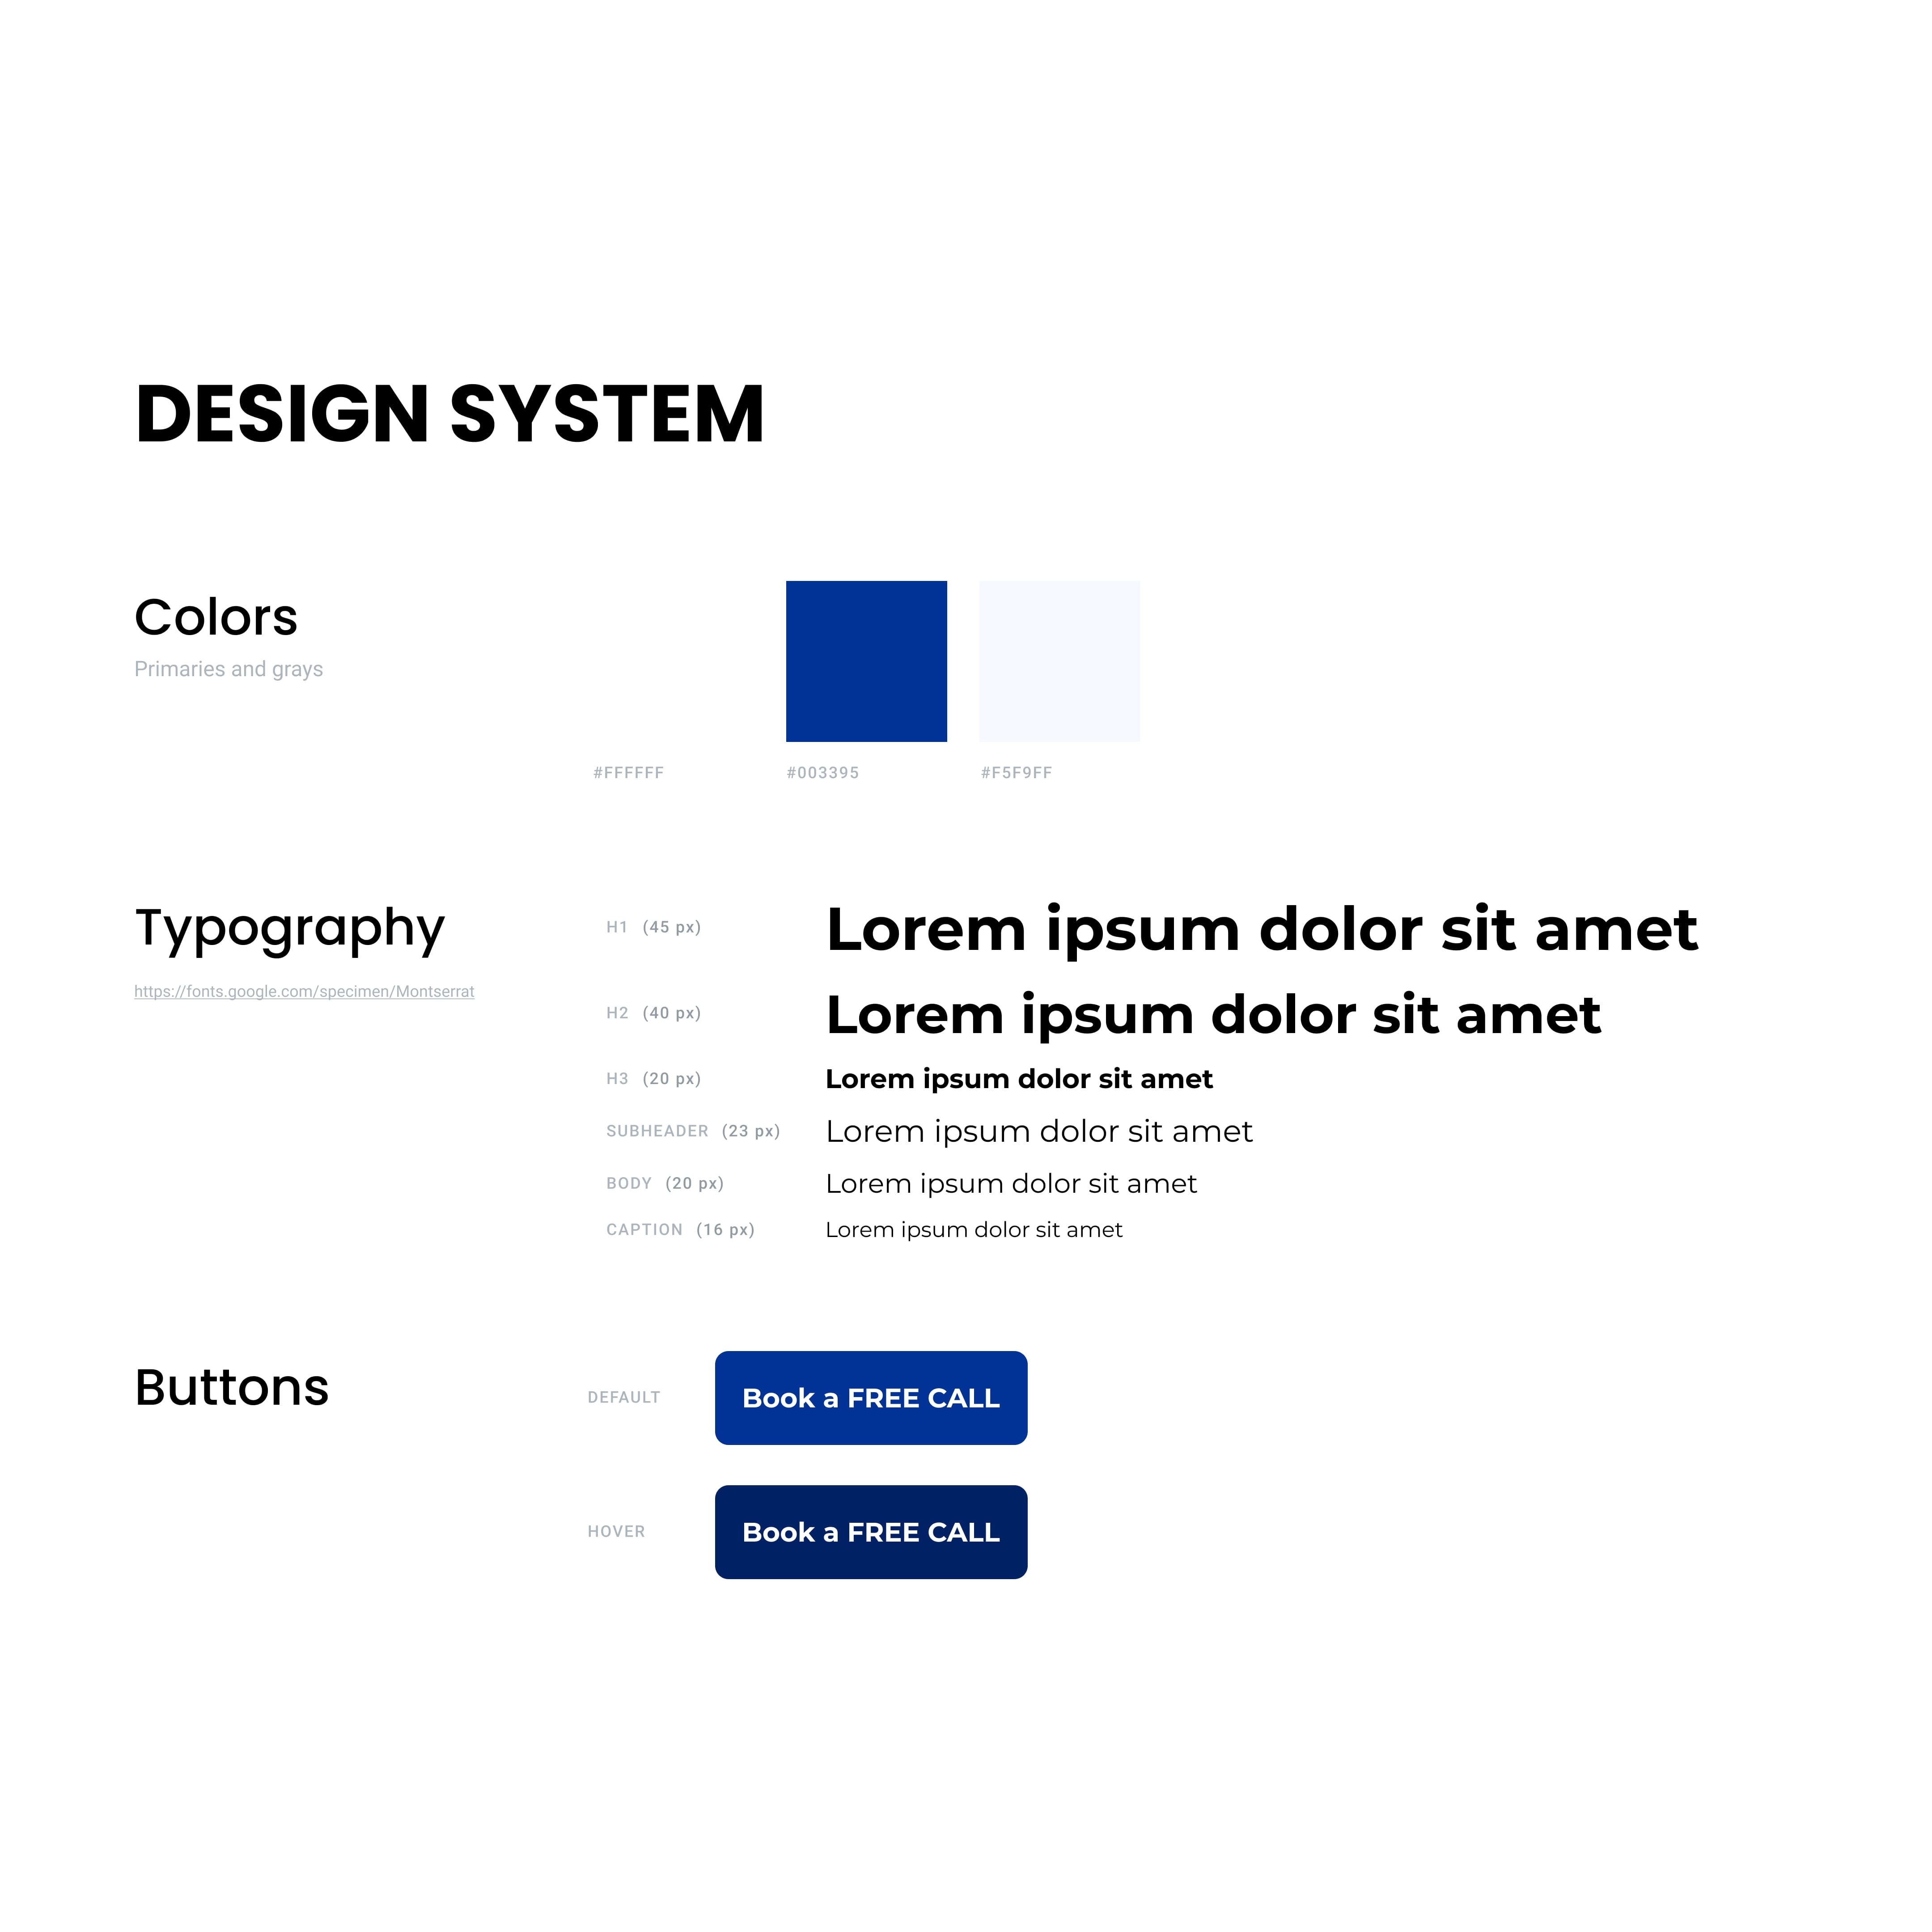 DESIGN SYSTEM
Colors
Primaries and grays
#FFFFFF
#003395
#F5F9FF
Typography
https://fonts.google.com/specimen/Montserrat
H1 (45 px)
Lorem ipsum dolor sit amet
H2 (40 px)
Lorem ipsum dolor sit amet
H3 (20 px)
Lorem ipsum dolor sit amet
SUBHEADER (23 px)
Lorem ipsum dolor sit amet
BODY (20 px)
Lorem ipsum dolor sit amet
CAPTION (16 px)
Lorem ipsum dolor sit amet
Buttons
DEFAULT
Book a FREE CALL
HOVER
Book a FREE CALL